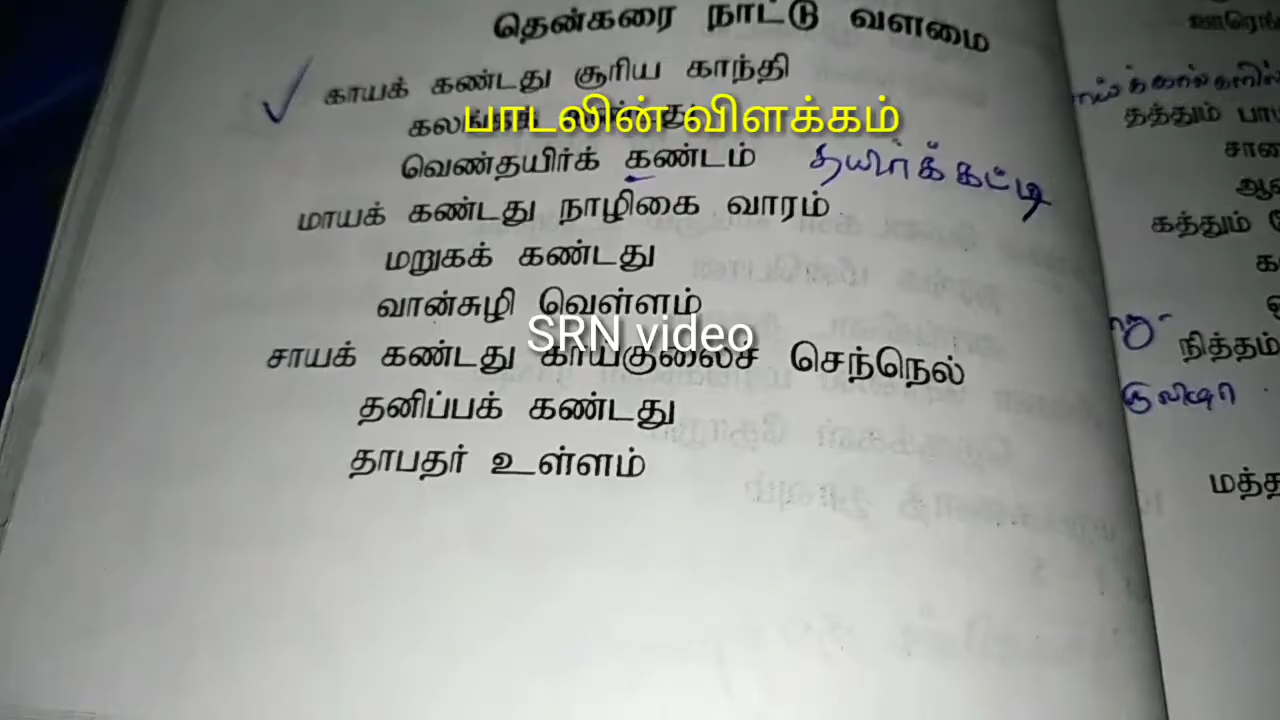 தென்கரை நாட்டு வளமை
காயக் கண்டது சூரிய காந்தி
பாடலின் விளக்கம்
வெண்தயிர்க் கண்டம் தயிர்க்கட்டி
மாயக் கண்டது நாழிகை வாரம்
மறுகக் கண்டது
வான்சுழி வெள்ளம்
SRN video
சாயக் கண்டது காய்குலைச் செந்நெல்
தனிப்பக் கண்டது
தாபதர் உள்ளம்
தத்தும்
கத்தும்
நித்தம்